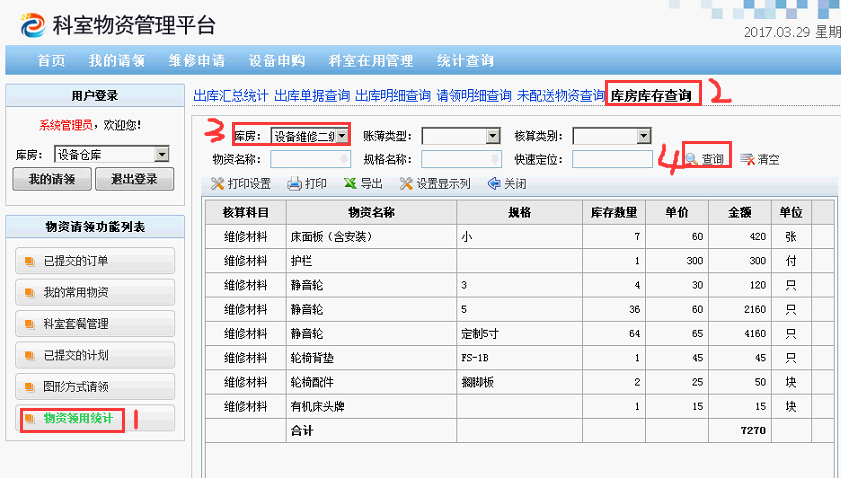 科室物资管理平台
2017.03.29 星期
首页 我的请领 维修申请 设备申购 科室在用管理 统计查询
用户登录
系统管理员，欢迎您!
库房： 设备仓库
我的请领 退出登录
物资请领功能列表
已提交的订单
我的常用物资
科室套餐管理
已提交的计划
图形方式请领
物资领用统计 1
出库汇总统计 出库单据查询 出库明细查询 请领明细查询 未配送物资查询 库房库存查询 2
3 库房： 设备维修二级 账薄类型： 核算类别：
物资名称： 规格名称： 快速定位： 4 查询 清空
打印设置 打印 导出 设置显示列 关闭
核算科目 物资名称 规格 库存数量 单价 金额 单位
维修材料 床面板（含安装） 小 7 60 420 张
维修材料 护栏 1 300 300 付
维修材料 静音轮 3 4 30 120 只
维修材料 静音轮 5 36 60 2160 只
维修材料 静音轮 定制5寸 64 65 4160 只
维修材料 轮椅背垫 FS-1B 1 45 45 只
维修材料 轮椅配件 搁脚板 2 25 50 块
维修材料 有机床头牌 1 15 15 块
合计 7270